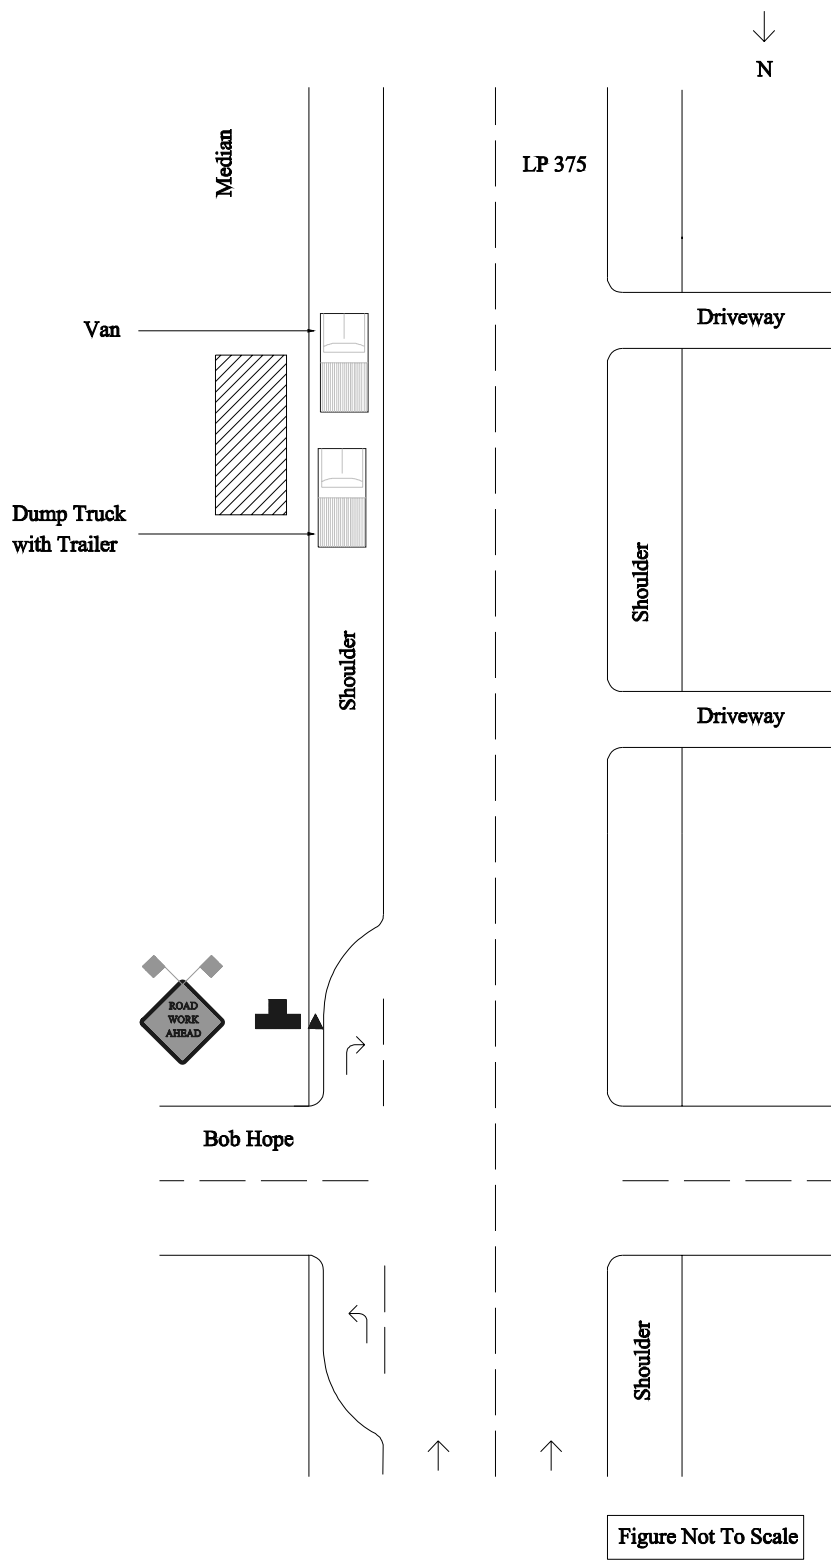 N
Median
LP 375
Driveway
Van
Dump Truck
with Trailer
Shoulder
Shoulder
Driveway
ROAD
WORK
AHEAD
Bob Hope
Shoulder
Figure Not To Scale